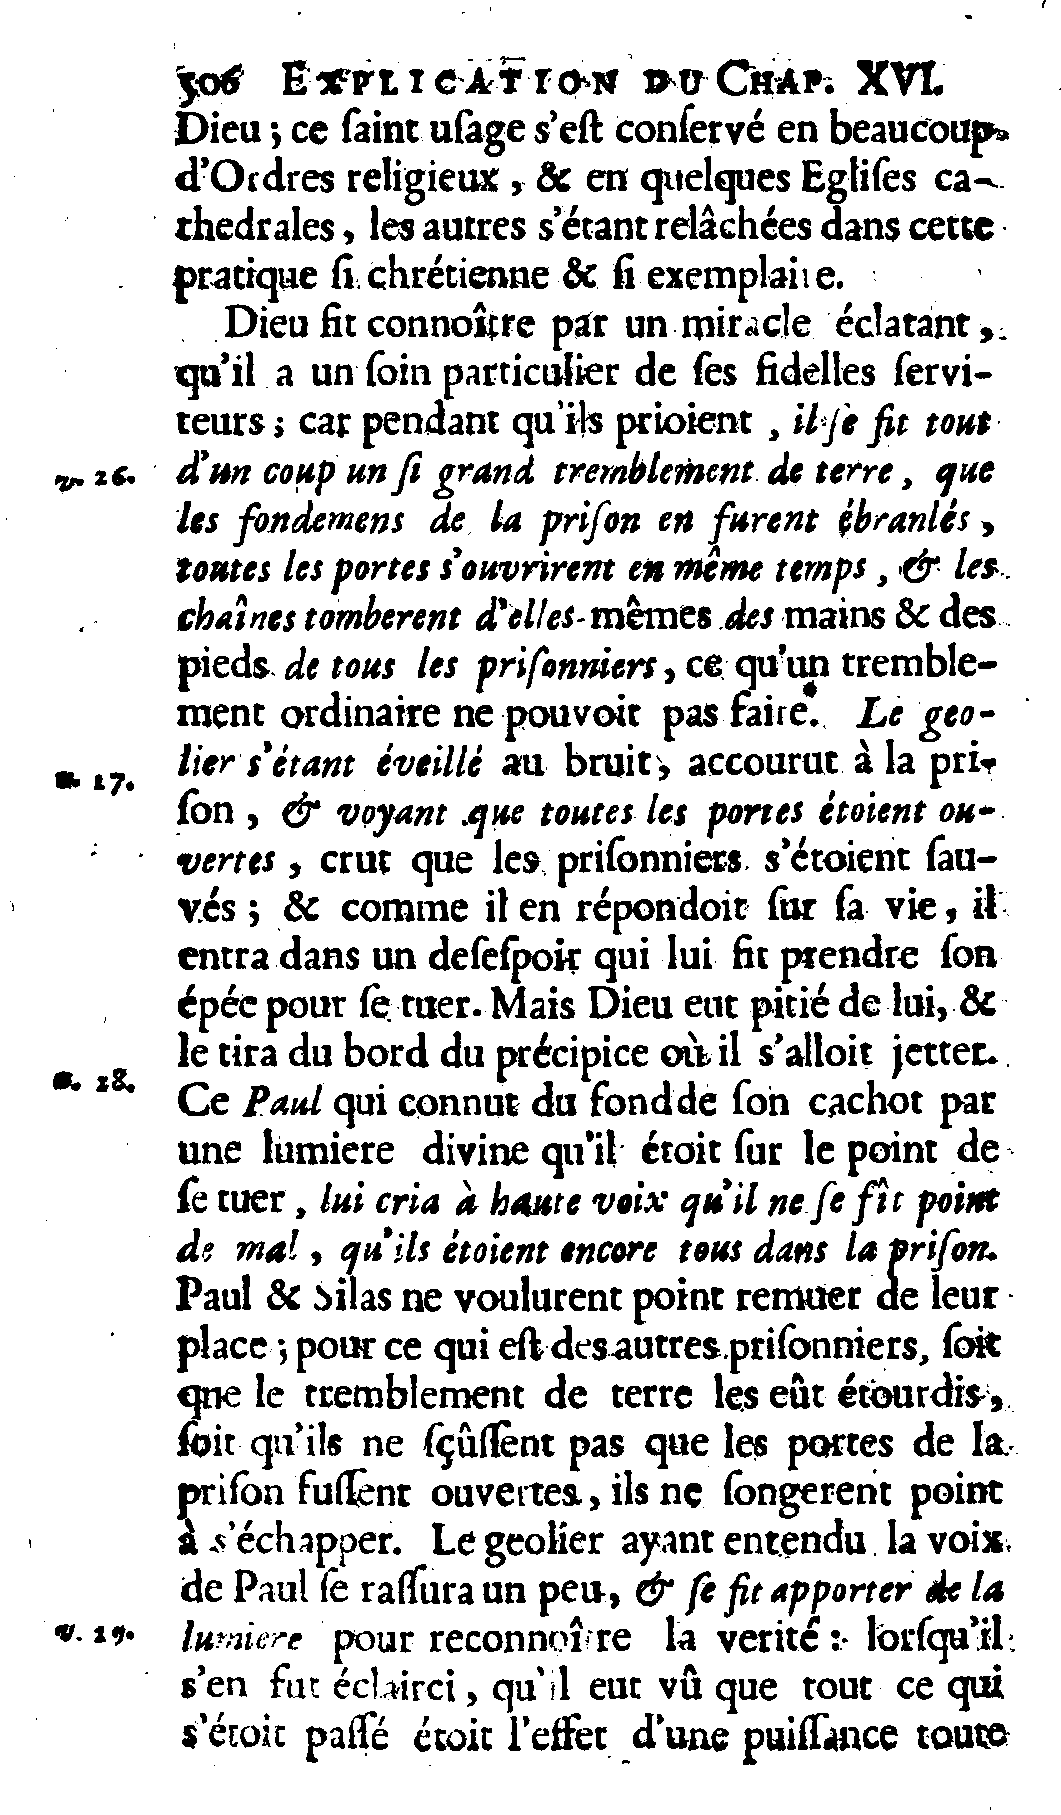 306 EXPLICATION DU CHAP. XVI.
Dieu ; ce ſaint uſage s'eſt conſervé en beaucoup
d'Ordres religieux, & en quelques Egliſes ca-
thedrales, les autres s'étant relâchées dans cette
pratique ſi chrétienne & ſi exemplaire.
Dieu fit connoître par un miracle éclatant,
qu'il a un ſoin particulier de ſes fidelles ſervi-
teurs ; car pendant qu'ils prioient, il ſe fit tout
v. 26. d'un coup un ſi grand tremblement de terre, que
les fondemens de la priſon en furent ébranlés,
toutes les portes s'ouvrirent en même temps, & les
chaînes tomberent d'elles-mêmes des mains & des
pieds de tous les priſonniers, ce qu'un tremble-
ment ordinaire ne pouvoit pas faire. Le geo-
v. 27. lier s'étant éveillé au bruit, accourut à la pri-
ſon, & voyant que toutes les portes étoient ou-
vertes, crut que les priſonniers s'étoient ſau-
vés ; & comme il en répondoit ſur ſa vie, il
entra dans un deſeſpoir qui lui fit prendre ſon
épée pour ſe tuer. Mais Dieu eut pitié de lui, &
le tira du bord du précipice où il s'alloit jetter.
v. 28. Ce Paul qui connut du fond de ſon cachot par
une lumiere divine qu'il étoit ſur le point de
ſe tuer, lui cria à haute voix qu'il ne ſe fît point
de mal, qu'ils étoient encore tous dans la priſon.
Paul & Silas ne voulurent point remuer de leur
place ; pour ce qui eſt des autres priſonniers, ſoit
que le tremblement de terre les eût étourdis,
ſoit qu'ils ne ſçûſſent pas que les portes de la
priſon fuſſent ouvertes, ils ne ſongerent point
à s'échapper. Le geolier ayant entendu la voix
de Paul ſe raſſura un peu, & ſe fit apporter de la
v. 29. lumiere pour reconnoître la verité : lorſqu'il
s'en fut éclairci, qu'il eut vû que tout ce qui
s'étoit paſſé étoit l'effet d'une puiſſance toute